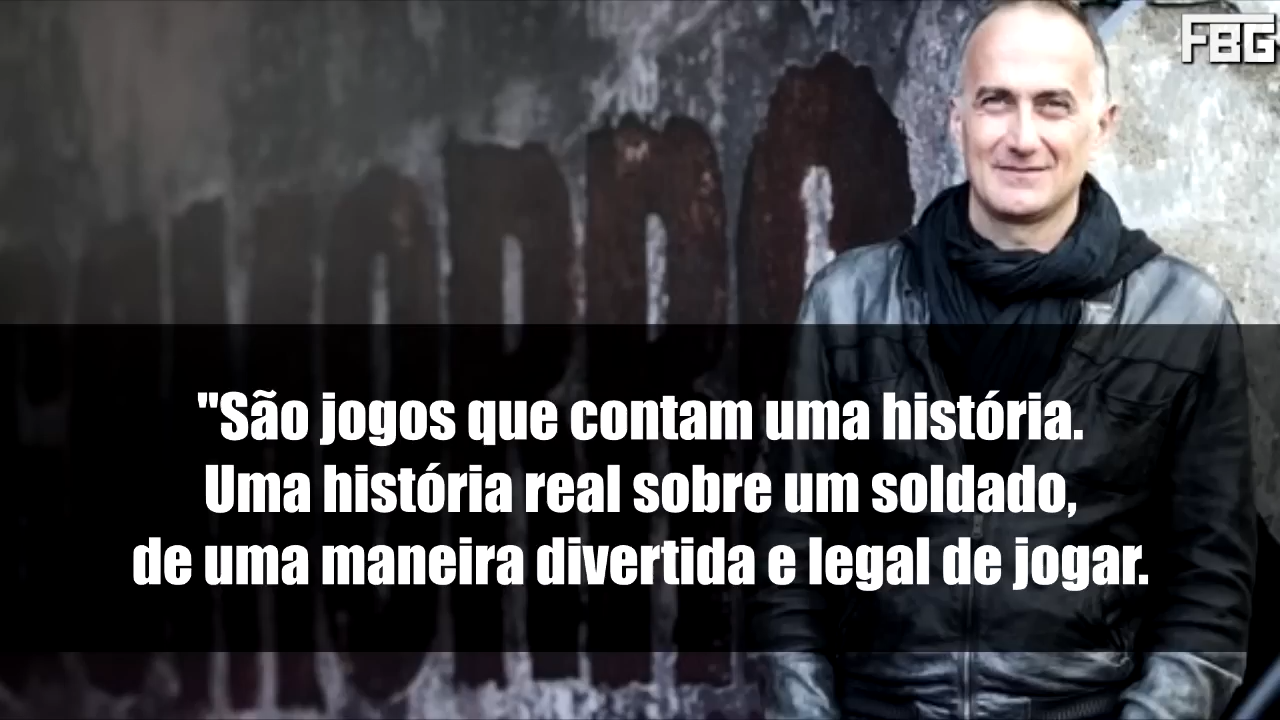 FBG
"São jogos que contam uma história.
Uma história real sobre um soldado,
de uma maneira divertida e legal de jogar.